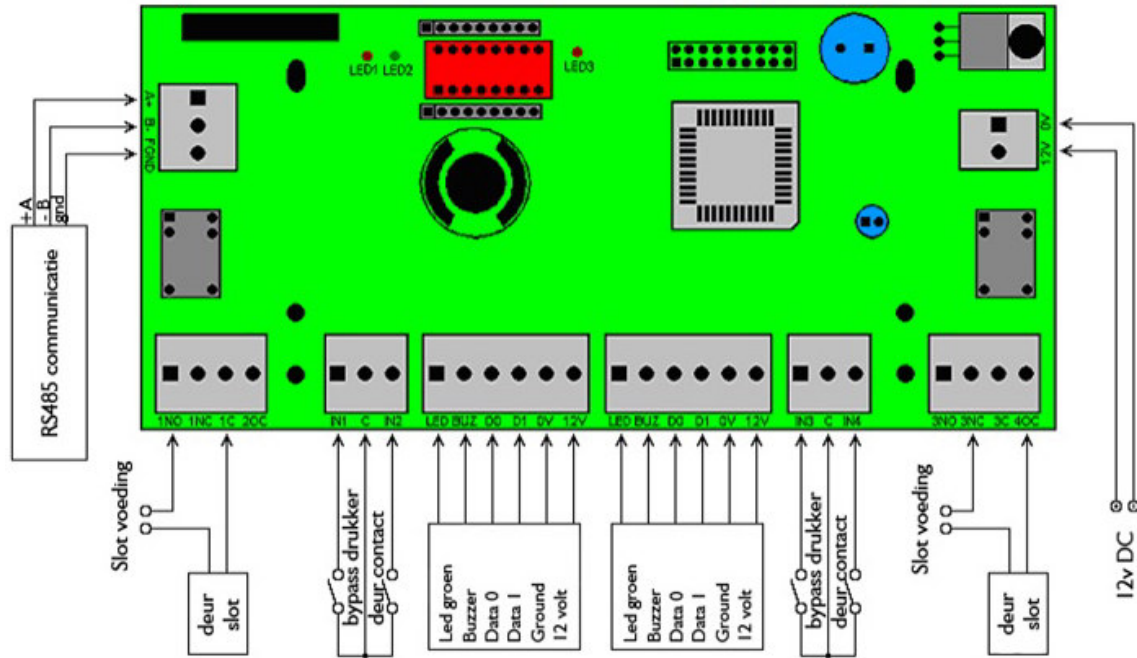 LED1 LED2
LED3
A+
B-
FGND
0V
12V
+A
- B
gnd
RS485 communicatie
1NO 1NC 1C 2OC
IN1 C IN2
LED BUZ D0 D1 0V 12V
LED BUZ D0 D1 0V 12V
IN3 C IN4
3NO 3NC 3C 4OC
Slot voeding
deur
slot
bypass drukker
deur contact
Led groen
Buzzer
Data 0
Data 1
Ground
12 volt
Led groen
Buzzer
Data 0
Data 1
Ground
12 volt
bypass drukker
deur contact
Slot voeding
deur
slot
12v DC